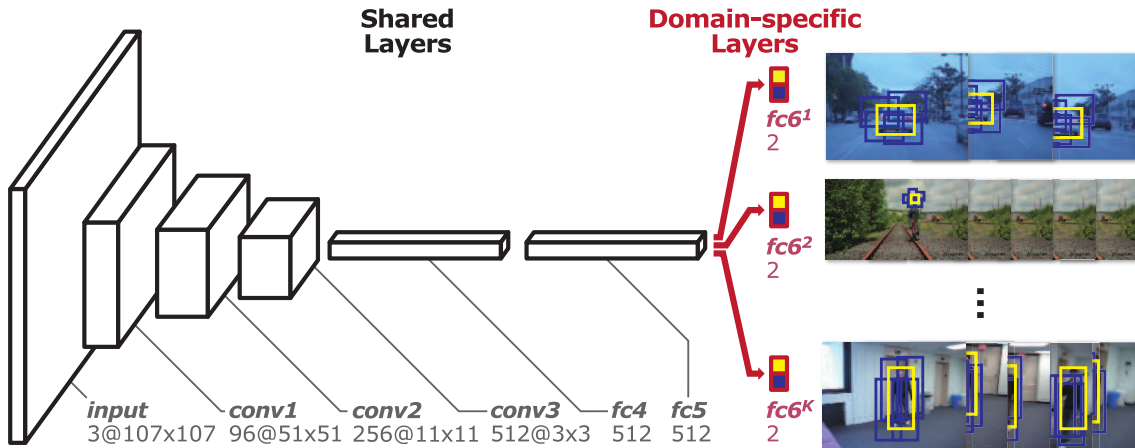 Shared
Layers
Domain-specific
Layers
fc6¹
2
fc6²
2
fc6ᴷ
2
input
3@107x107
conv1
96@51x51
conv2
256@11x11
conv3
512@3x3
fc4
512
fc5
512